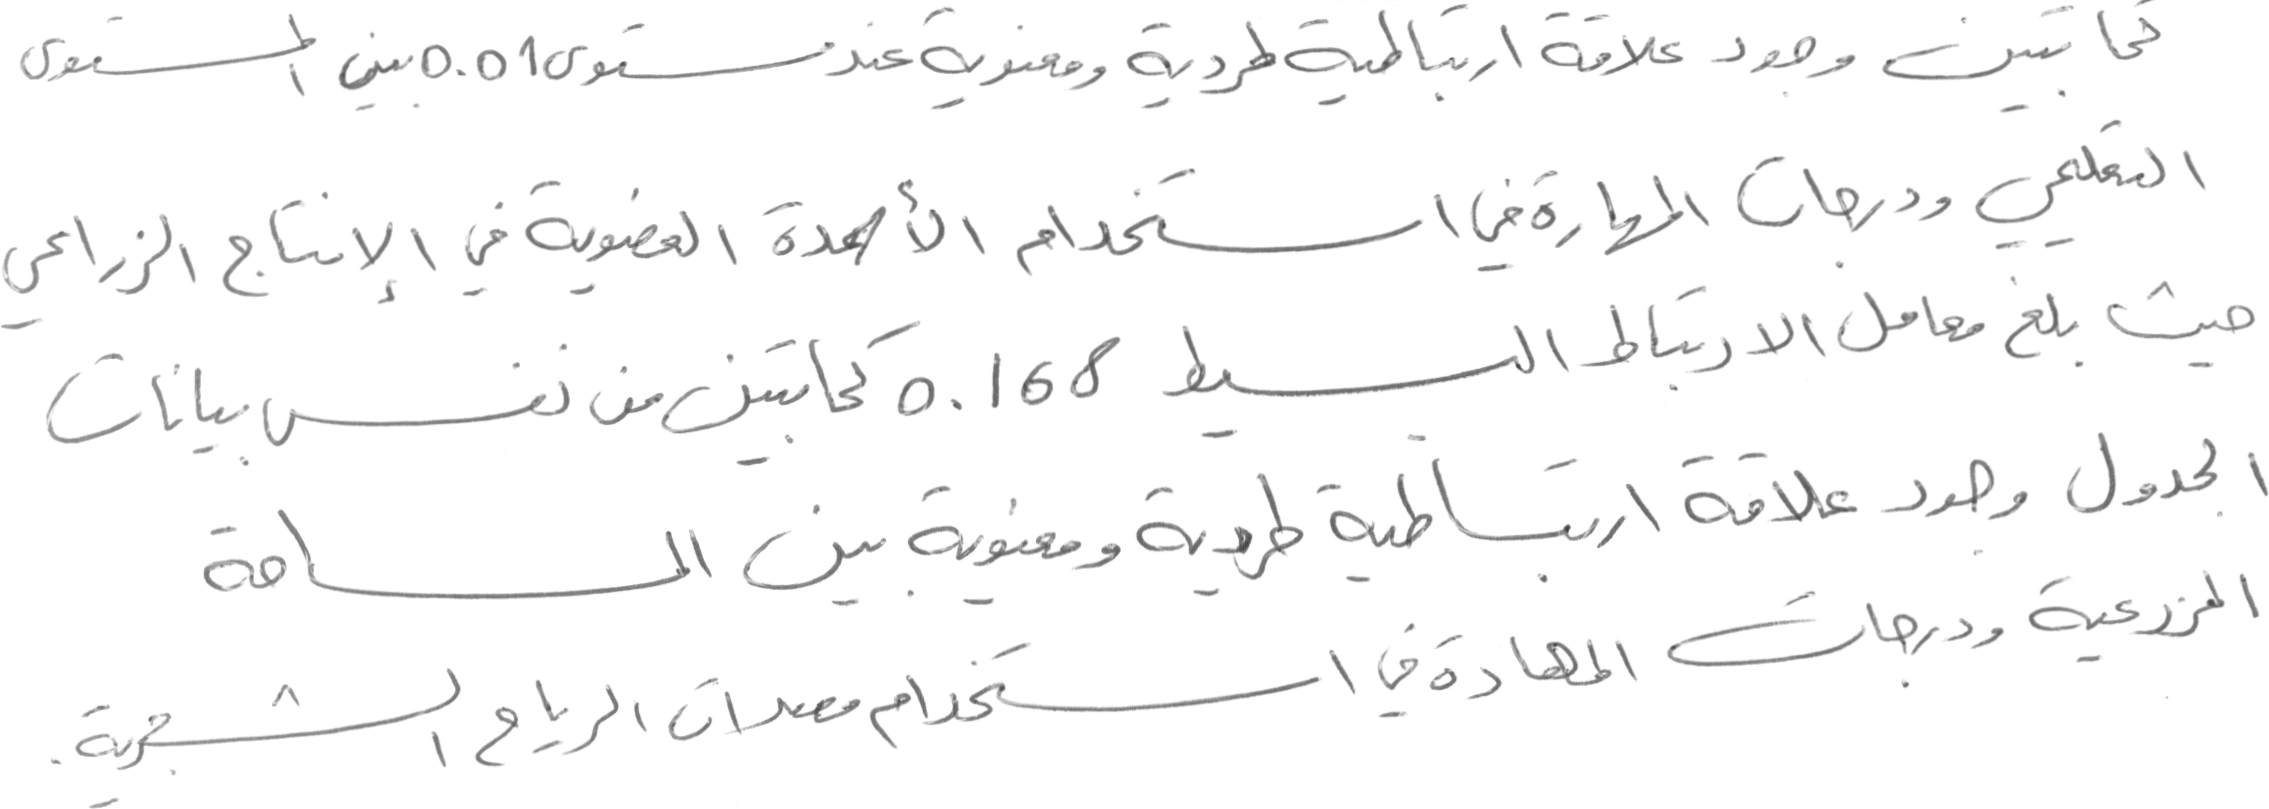 كما تبين وجود علاقة ارتباطية طردية ومعنوية عند مستوى 0.01 بين المستوى
التعليمي ودرجات المهارة في استخدام الأسمدة العضوية في الإنتاج الزراعي
حيث بلغ معامل الارتباط البسيط 0.168 كما تبين من نفس بيانات
الجدول وجود علاقة ارتباطية طردية ومعنوية بين المساحة
المزرعية ودرجات المهارة في استخدام مصدات الرياح الشجرية.